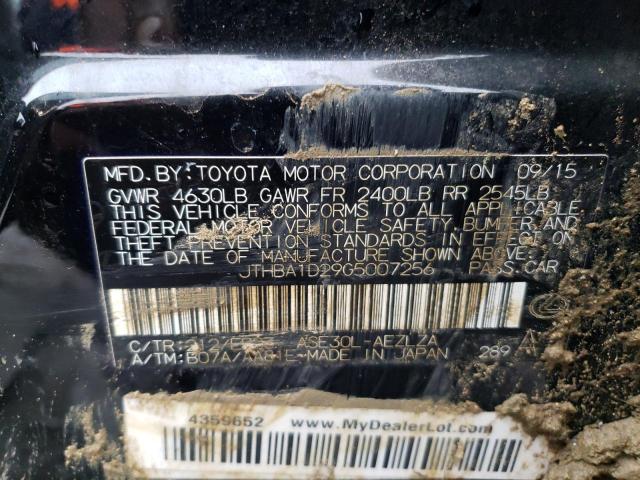 MFD. BY: TOYOTA MOTOR CORPORATION 09/15
GVWR 4630LB GAWR FR 2400LB RR 2545LB
THIS VEHICLE CONFORMS TO ALL APPLICABLE
FEDERAL MOTOR VEHICLE SAFETY, BUMPER, AND
THEFT PREVENTION STANDARDS IN EFFECT ON
THE DATE OF MANUFACTURE SHOWN ABOVE.
JTHBA1D29G5007256 PASS. CAR
C/TR: 212/ ASE30L-AEZLZA
A/TM: B07A/AA81E-MADE IN JAPAN 289
4359652 www.MyDealerLot.com